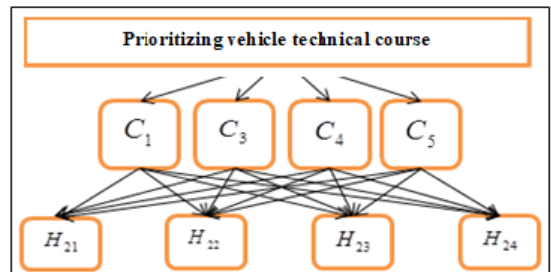 Prioritizing vehicle technical course
C₁ C₃ C₄ C₅
H₂₁ H₂₂ H₂₃ H₂₄